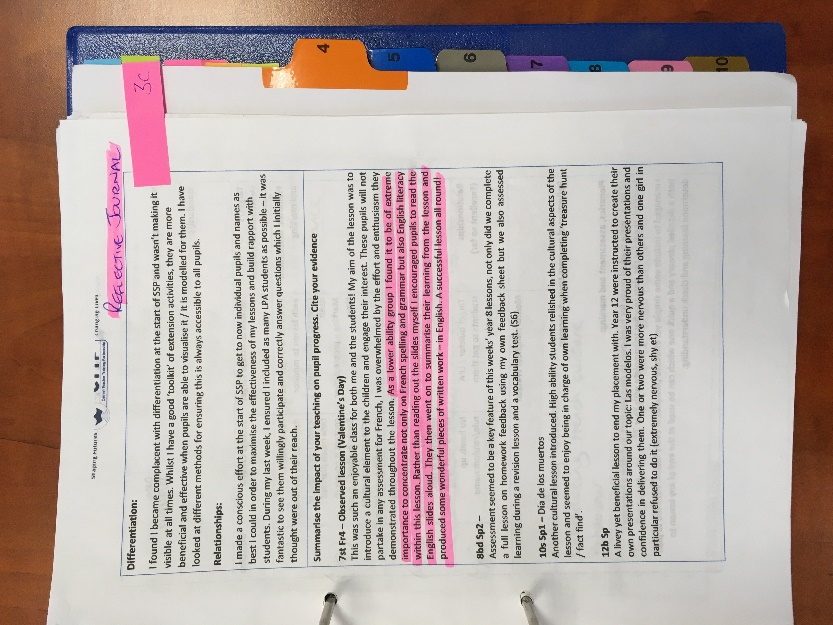 4
5
6
7
8
9
10
3C
REFLECTIVE JOURNAL
Shaping Futures
Changing Lives
Differentiation:
I found I became complacent with differentiation at the start of SSP and wasn't making it
visible at all times. Whilst I have a good 'toolkit' of extension activities, they are more
beneficial and effective when pupils are able to visualise it / it is modelled for them. I have
looked at different methods for ensuring this is always accessible to all pupils.
Relationships:
I made a conscious effort at the start of SSP to get to now individual pupils and names as
best I could in order to maximise the effectiveness of my lessons and build rapport with
students. During my last week, I ensured I included as many LPA students as possible – it was
fantastic to see them willingly participate and correctly answer questions which I initially
thought were out of their reach.
Summarise the impact of your teaching on pupil progress. Cite your evidence
7st Fr4 – Observed lesson (Valentine's Day)
This was such an enjoyable class for both me and the students! My aim of the lesson was to
introduce a cultural element to the children and engage their interest. These pupils will not
partake in any assessment for French, I was overwhelmed by the effort and enthusiasm they
demonstrated throughout the lesson. As a lower ability group I found it to be of extreme
importance to concentrate not only on French spelling and grammar but also English literacy
within this lesson. Rather than reading out the slides myself I encouraged pupils to read the
English slides aloud. They then went on to summarise their learning from the lesson and
produced some wonderful pieces of written work – in English. A successful lesson all round!
8bd Sp2 –
Assessment seemed to be a key feature of this weeks' year 8 lessons, not only did we complete
a full lesson on homework feedback using my own feedback sheet but we also assessed
learning during a revision lesson and a vocabulary test. (S6)
10s Sp1 – Dia de los muertos
Another cultural lesson introduced. High ability students relished in the cultural aspects of the
lesson and seemed to enjoy being in charge of own learning when completing 'treasure hunt
/ fact find'.
12b Sp
A livey yet beneficial lesson to end my placement with. Year 12 were instructed to create their
own presentations around our topic: Las modelos. I was very proud of their presentations and
confidence in delivering them. One or two were more nervous than others and one girl in
particular refused to do it (extremely nervous, shy et)